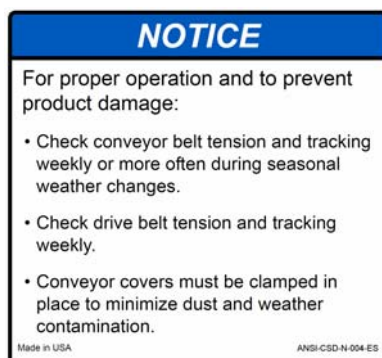 NOTICE
For proper operation and to prevent
product damage:
• Check conveyor belt tension and tracking
weekly or more often during seasonal
weather changes.
• Check drive belt tension and tracking
weekly.
• Conveyor covers must be clamped in
place to minimize dust and weather
contamination.
Made in USA
ANSI-CSD-N-004-ES